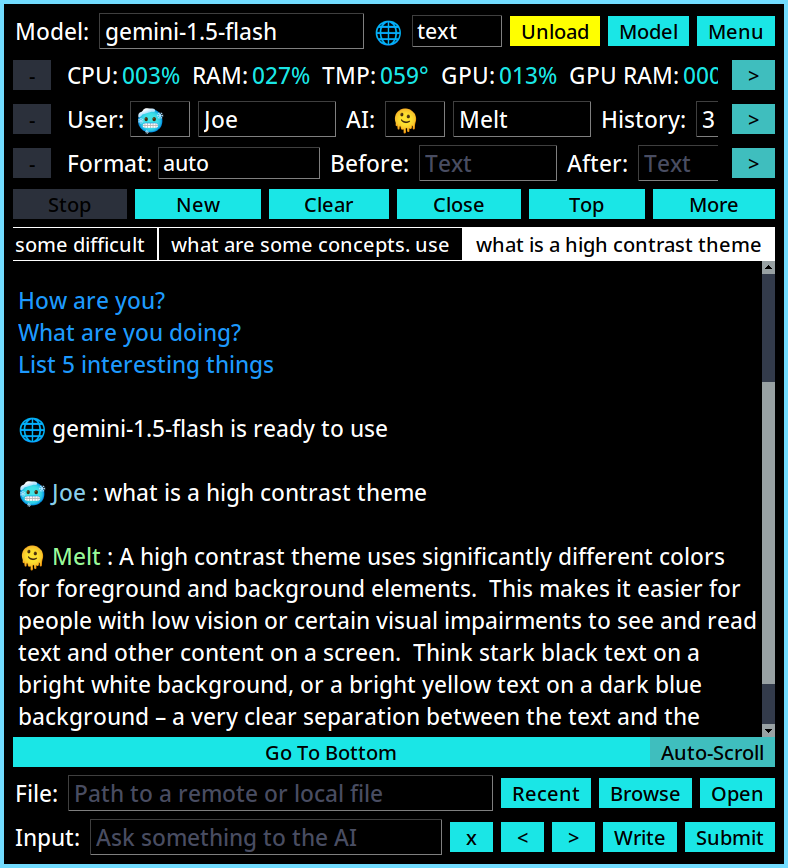 Model: gemini-1.5-flash text Unload Model Menu
- CPU: 003% RAM: 027% TMP: 059° GPU: 013% GPU RAM: 000 >
- User: Joe AI: Melt History: 3 >
- Format: auto Before: Text After: Text >
Stop New Clear Close Top More
some difficult what are some concepts. use what is a high contrast theme
How are you?
What are you doing?
List 5 interesting things
gemini-1.5-flash is ready to use
Joe : what is a high contrast theme
Melt : A high contrast theme uses significantly different colors
for foreground and background elements.  This makes it easier for
people with low vision or certain visual impairments to see and read
text and other content on a screen.  Think stark black text on a
bright white background, or a bright yellow text on a dark blue
background – a very clear separation between the text and the
Go To Bottom Auto-Scroll
File: Path to a remote or local file Recent Browse Open
Input: Ask something to the AI x < > Write Submit